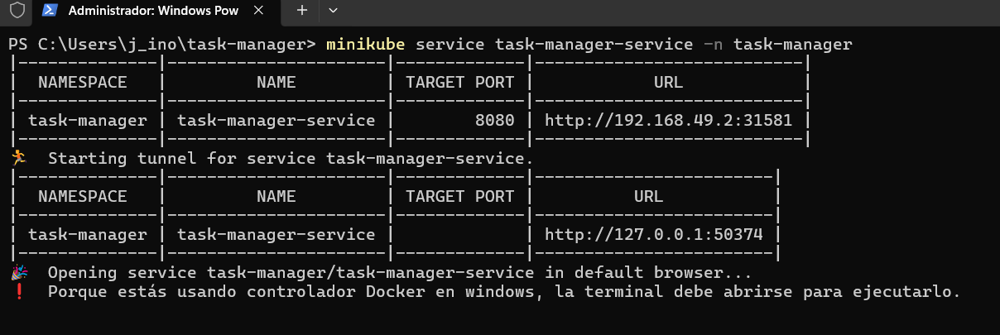 Administrador: Windows Pow
PS C:\Users\j_ino\task-manager> minikube service task-manager-service -n task-manager
|--------------|----------------------|-------------|---------------------------|
| NAMESPACE | NAME | TARGET PORT | URL |
|--------------|----------------------|-------------|---------------------------|
| task-manager | task-manager-service | 8080 | http://192.168.49.2:31581 |
|--------------|----------------------|-------------|---------------------------|
🏃 Starting tunnel for service task-manager-service.
|--------------|----------------------|-------------|------------------------|
| NAMESPACE | NAME | TARGET PORT | URL |
|--------------|----------------------|-------------|------------------------|
| task-manager | task-manager-service | | http://127.0.0.1:50374 |
|--------------|----------------------|-------------|------------------------|
🎉 Opening service task-manager/task-manager-service in default browser...
❗ Porque estás usando controlador Docker en windows, la terminal debe abrirse para ejecutarlo.